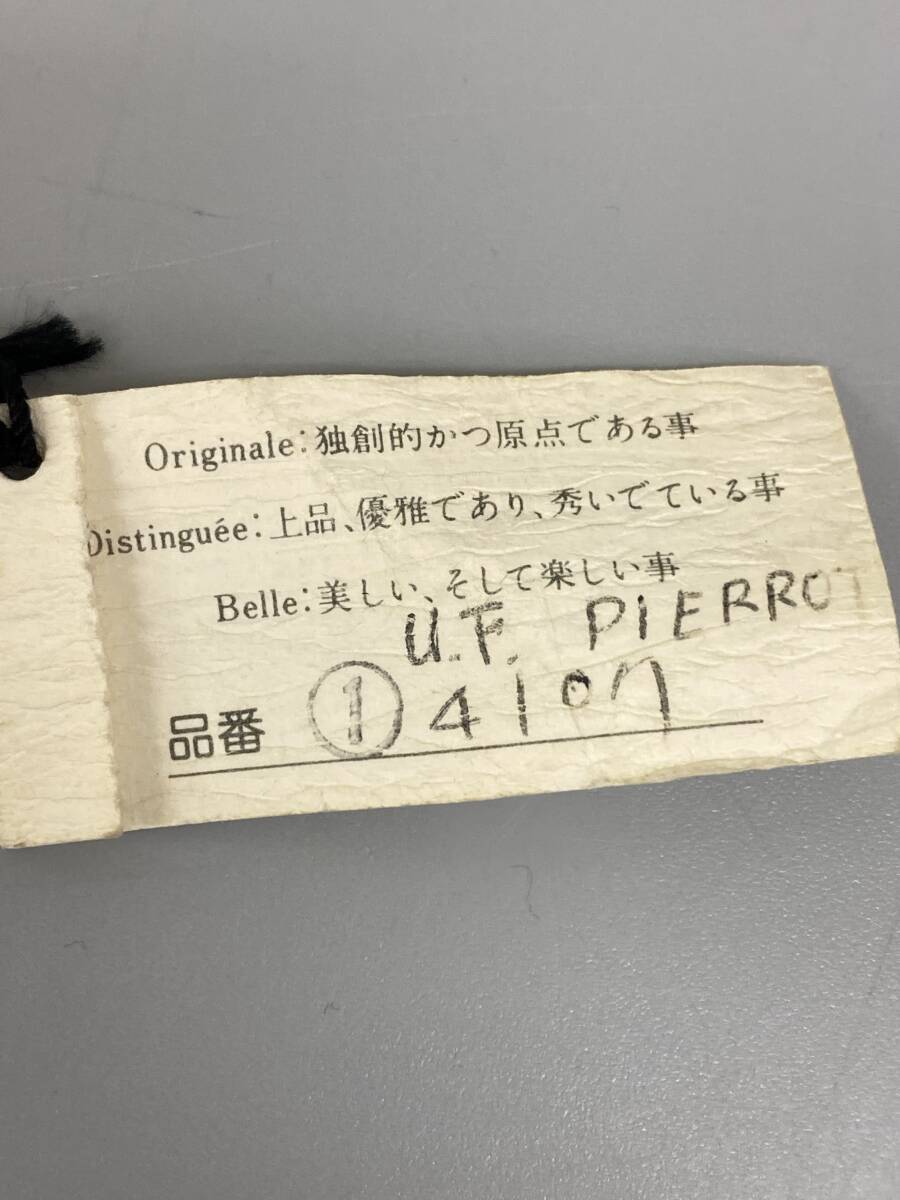 Originale:独創的かつ原点である事
Distinguée:上品、優雅であり、秀いでている事
Belle:美しい、そして楽しい事
U.F. PIERROT
品番 ① 4107